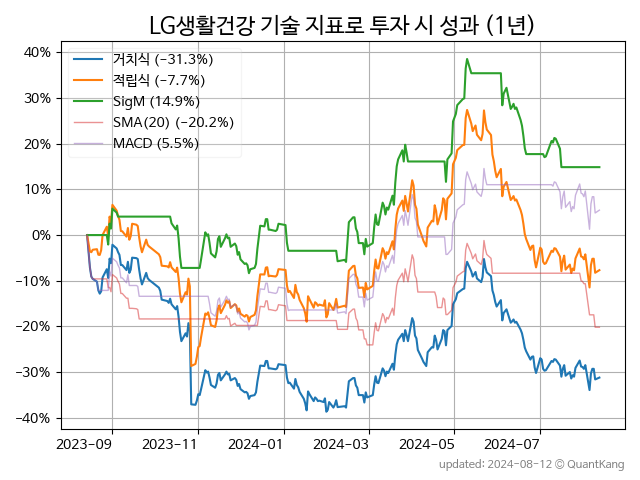 LG생활건강 기술 지표로 투자 시 성과 (1년)
거치식 (−31.3%)
적립식 (−7.7%)
SigM (14.9%)
SMA(20) (−20.2%)
MACD (5.5%)
40%
30%
20%
10%
0%
−10%
−20%
−30%
−40%
2023-09 2023-11 2024-01 2024-03 2024-05 2024-07
updated: 2024-08-12 © QuantKang